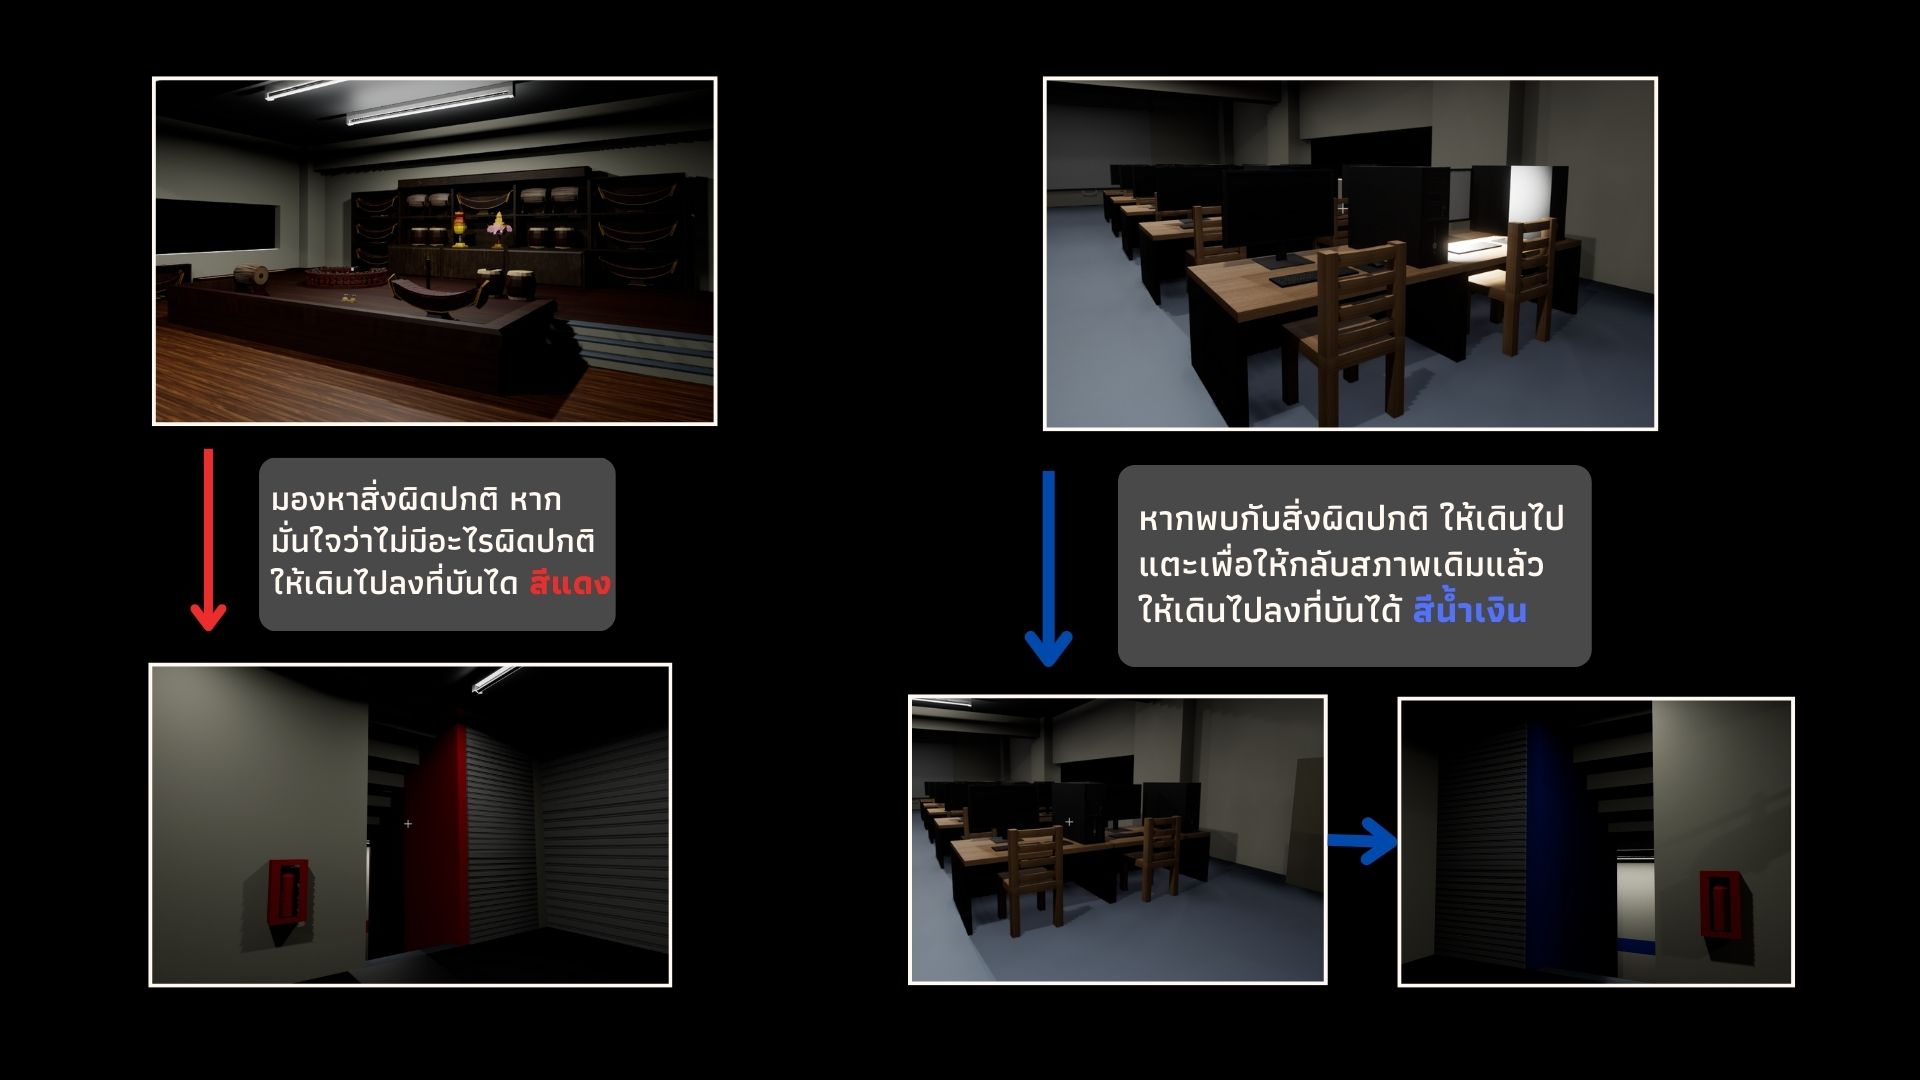 มองหาสิ่งผิดปกติ หาก
มั่นใจว่าไม่มีอะไรผิดปกติ
ให้เดินไปลงที่บันได สีแดง
หากพบกับสิ่งผิดปกติ ให้เดินไป
แตะเพื่อให้กลับสภาพเดิมแล้ว
ให้เดินไปลงที่บันได้ สีน้ำเงิน